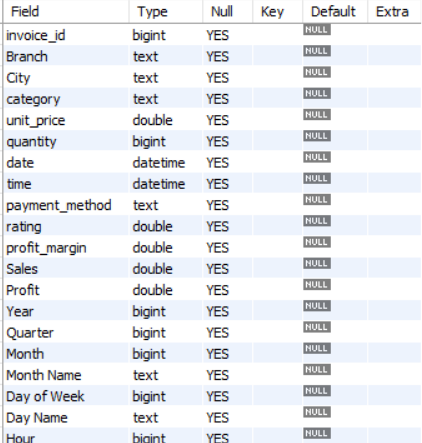 Field Type Null Key Default Extra
invoice_id bigint YES NULL
Branch text YES NULL
City text YES NULL
category text YES NULL
unit_price double YES NULL
quantity bigint YES NULL
date datetime YES NULL
time datetime YES NULL
payment_method text YES NULL
rating double YES NULL
profit_margin double YES NULL
Sales double YES NULL
Profit double YES NULL
Year bigint YES NULL
Quarter bigint YES NULL
Month bigint YES NULL
Month Name text YES NULL
Day of Week bigint YES NULL
Day Name text YES NULL
Hour bigint YES NULL